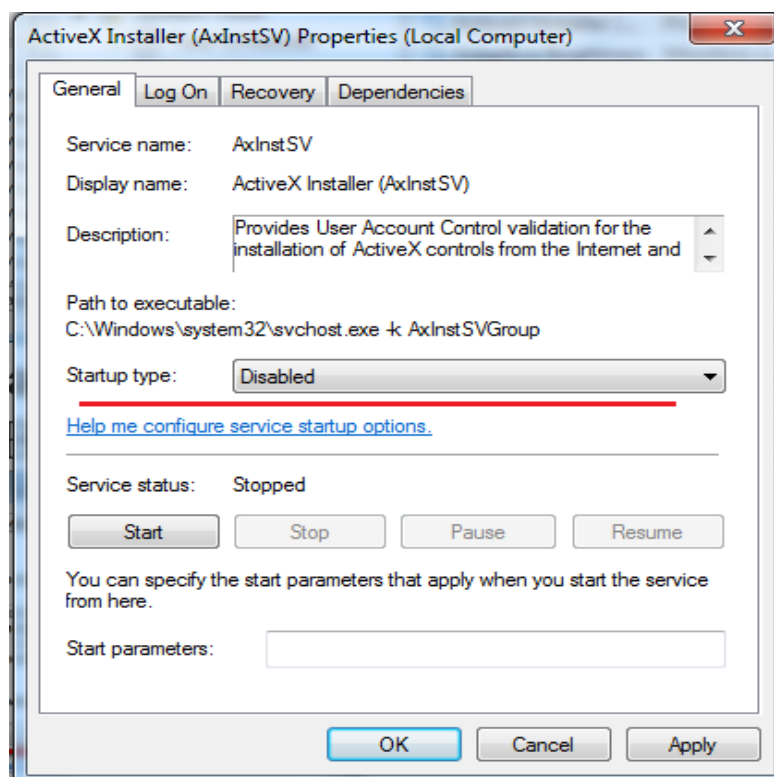 ActiveX Installer (AxInstSV) Properties (Local Computer)
General Log On Recovery Dependencies
Service name: AxInstSV
Display name: ActiveX Installer (AxInstSV)
Description: Provides User Account Control validation for the
installation of ActiveX controls from the Internet and
Path to executable:
C:\Windows\system32\svchost.exe -k AxInstSVGroup
Startup type: Disabled
Help me configure service startup options.
Service status: Stopped
Start Stop Pause Resume
You can specify the start parameters that apply when you start the service
from here.
Start parameters:
OK Cancel Apply